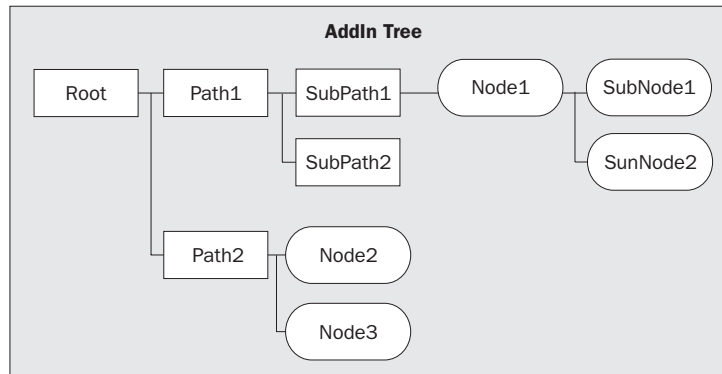 AddIn Tree
Root
Path1
SubPath1
Node1
SubNode1
SubPath2
SunNode2
Path2
Node2
Node3